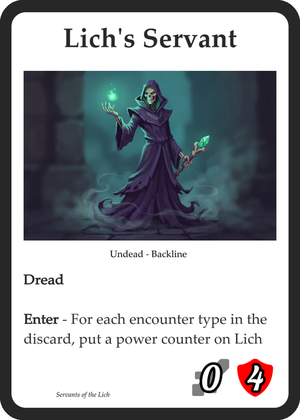 Lich's Servant
Undead - Backline
Dread
Enter - For each encounter type in the
discard, put a power counter on Lich
0 4
Servants of the Lich